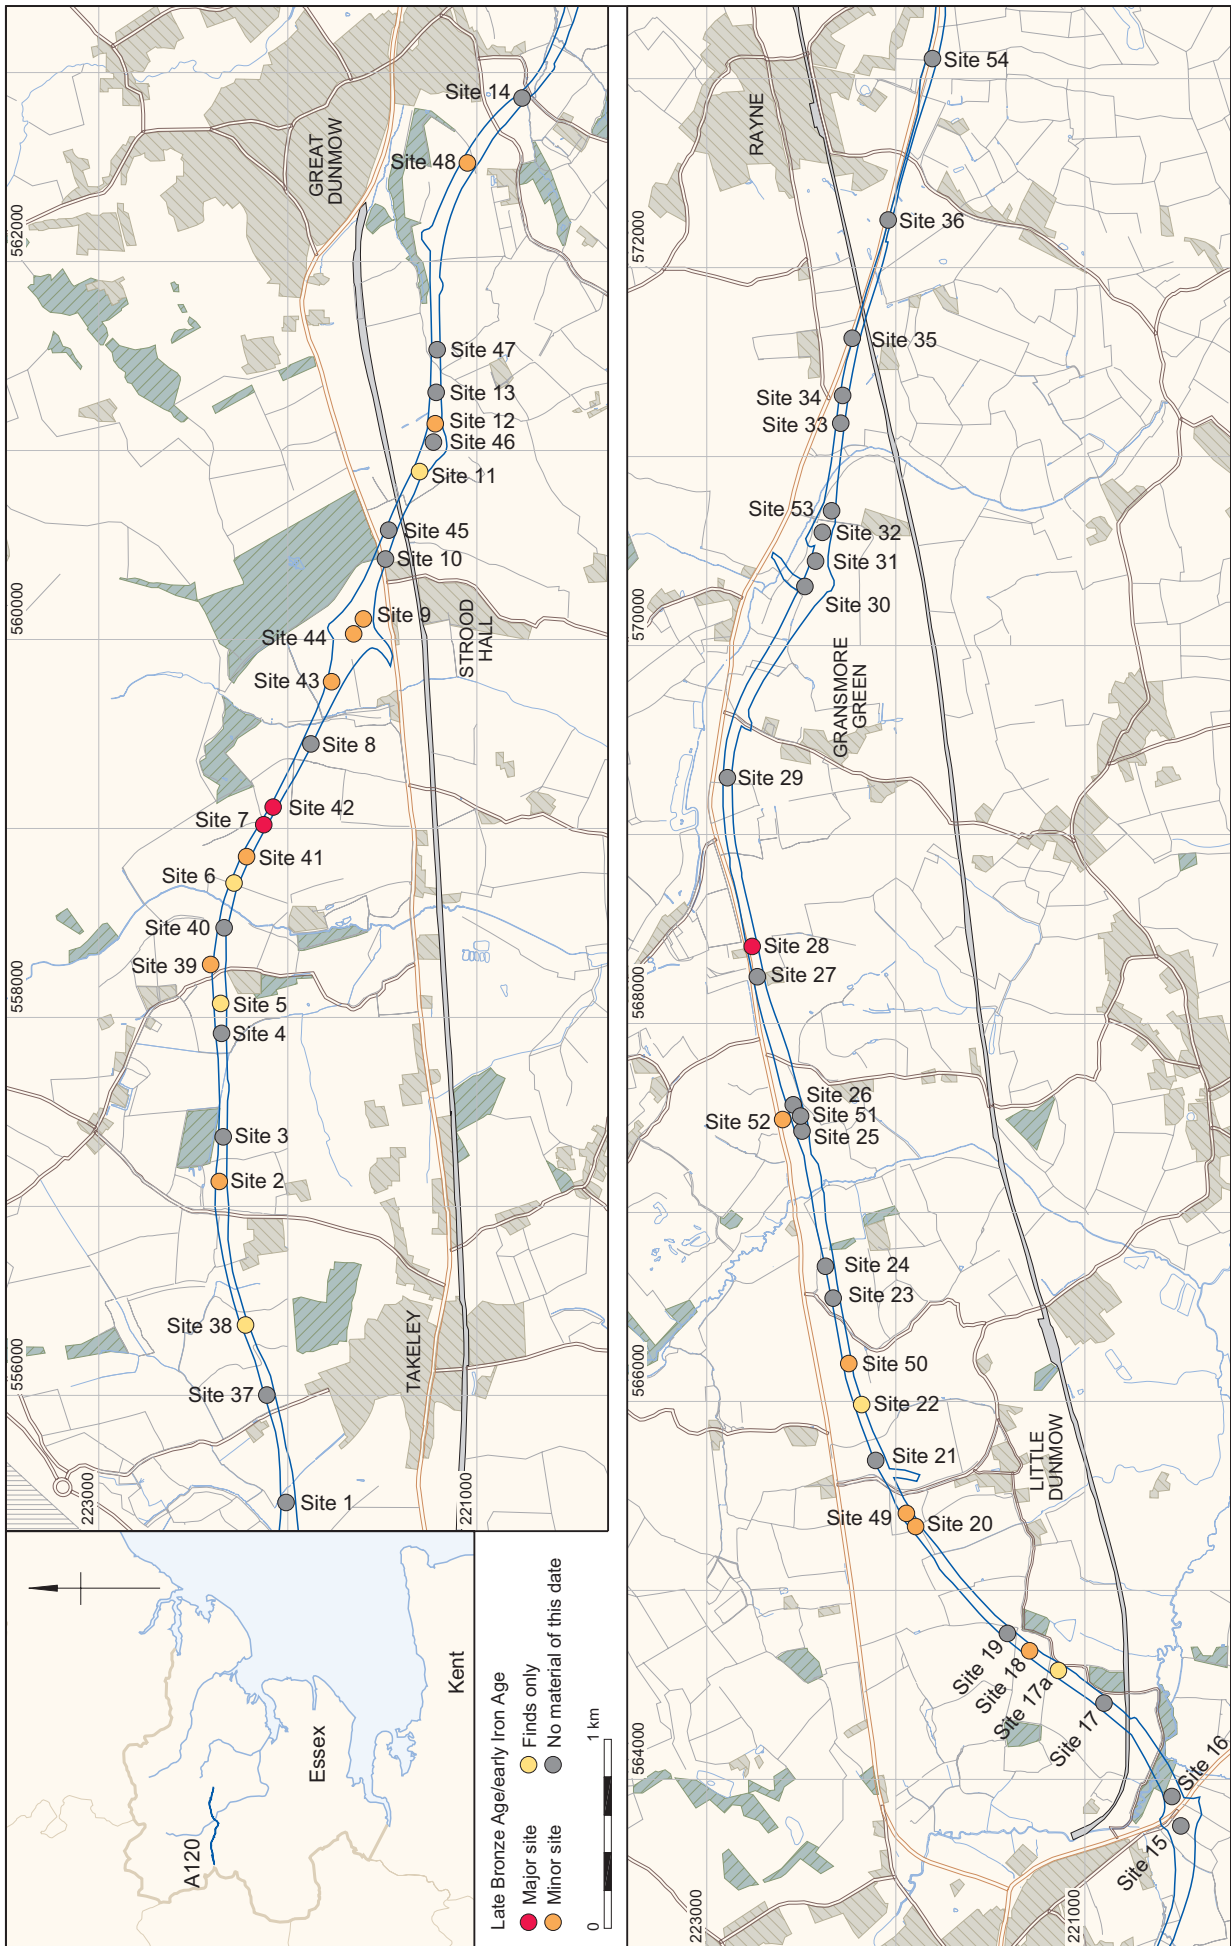 Site 14
Site 48
GREAT
DUNMOW
562000
Site 47
Site 13
Site 12
Site 46
Site 11
Site 45
Site 10
Site 9
Site 44
560000
STROOD
HALL
Site 43
Site 8
Site 42
Site 7
Site 41
Site 6
Site 40
Site 39
558000
Site 5
Site 4
Site 3
Site 2
Site 38
556000
TAKELEY
Site 37
Site 1
223000
221000
A120
Essex
Kent
Late Bronze Age/early Iron Age
Major site
Minor site
Finds only
No material of this date
0
1 km
Site 54
RAYNE
572000
Site 36
Site 35
Site 34
Site 33
Site 53
Site 32
Site 31
Site 30
570000
GRANSMORE
GREEN
Site 29
Site 28
Site 27
568000
Site 26
Site 51
Site 52
Site 25
Site 24
Site 23
Site 50
566000
Site 22
Site 21
LITTLE
DUNMOW
Site 49
Site 20
Site 19
Site 18
Site 17a
Site 17
564000
Site 16
Site 15
223000
221000